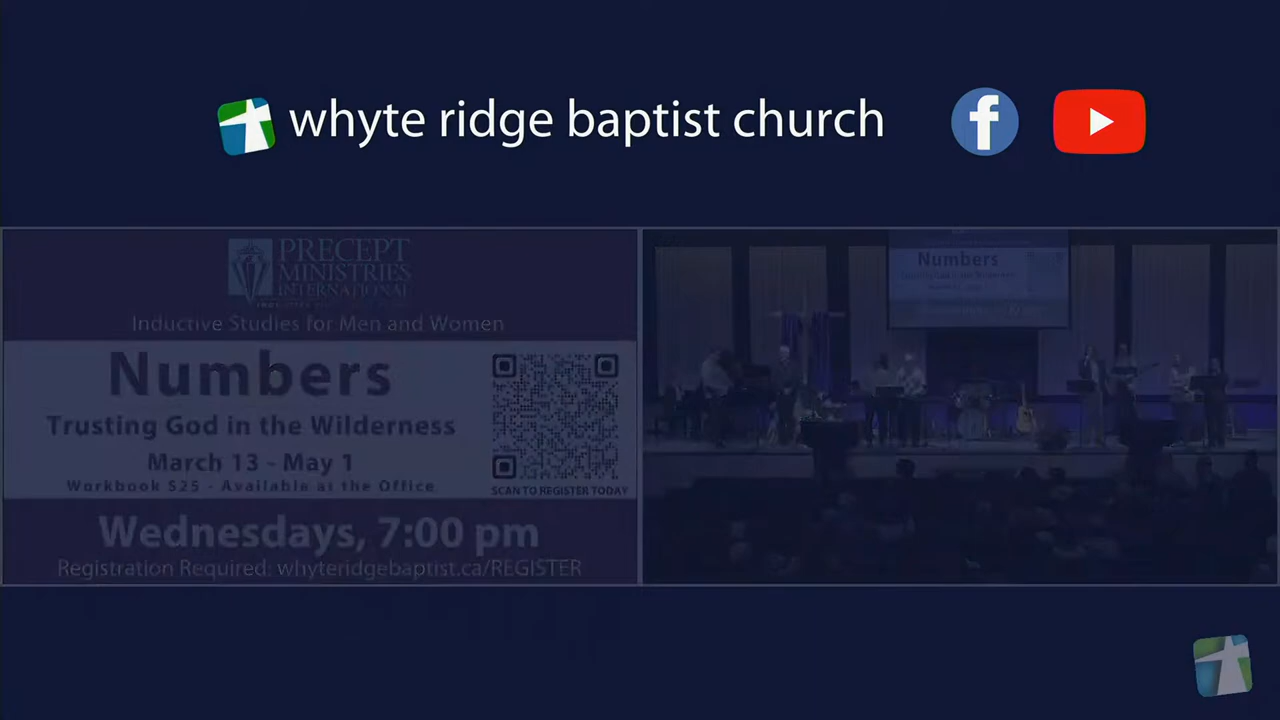 whyte ridge baptist church
PRECEPT
MINISTRIES
INTERNATIONAL
Inductive Studies for Men and Women
Numbers
Trusting God in the Wilderness
March 13 - May 1
Workbook $25 - Available at the Office
SCAN TO REGISTER TODAY
Wednesdays, 7:00 pm
Registration Required: whyteridgebaptist.ca/REGISTER
Numbers